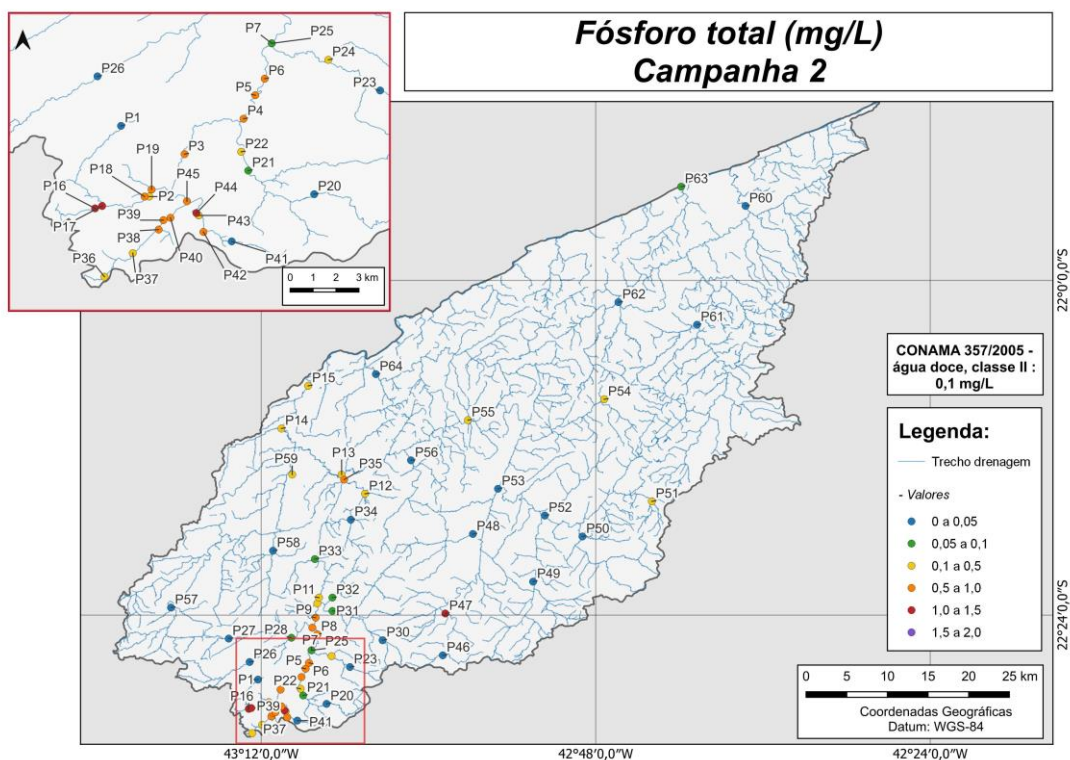 Fósforo total (mg/L)
Campanha 2
P7
P25
P24
P26
P6
P23
P5
P1
P4
P3
P22
P19
P21
P18
P45
P16
P44
P20
P2
P17
P39
P43
P38
P36
P40
P42
P41
P37
0 1 2 3 km
P63
P60
22°0'0,0"S
P62
P61
CONAMA 357/2005 -
água doce, classe II :
0,1 mg/L
P64
P15
P54
P55
P14
P59
P13
P35
P56
P12
P53
P51
P34
P52
P48
P50
P58
P33
P49
P11
P32
P57
P9
P31
P47
P8
P28
P27
P7
P25
P30
P26
P5
P6
P23
P46
P1
P22
P21
P16
P39
P20
P41
P37
22°24'0,0"S
Legenda:
Trecho drenagem
- Valores
0 a 0,05
0,05 a 0,1
0,1 a 0,5
0,5 a 1,0
1,0 a 1,5
1,5 a 2,0
0 5 10 15 20 25 km
Coordenadas Geográficas
Datum: WGS-84
43°12'0,0"W
42°48'0,0"W
42°24'0,0"W